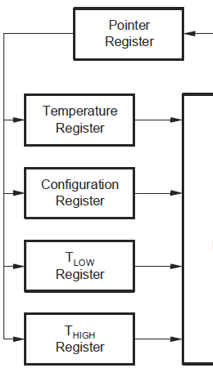 Pointer
Register
Temperature
Register
Configuration
Register
TLOW
Register
THIGH
Register